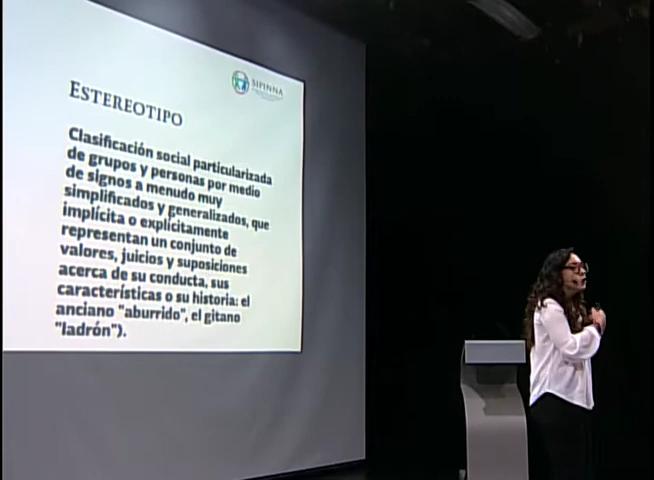 SIPINNA
ESTEREOTIPO
Clasificación social particularizada
de grupos y personas por medio
de signos a menudo muy
simplificados y generalizados, que
implícita o explícitamente
representan un conjunto de
valores, juicios y suposiciones
acerca de su conducta, sus
características o su historia: el
anciano "aburrido", el gitano
"ladrón").